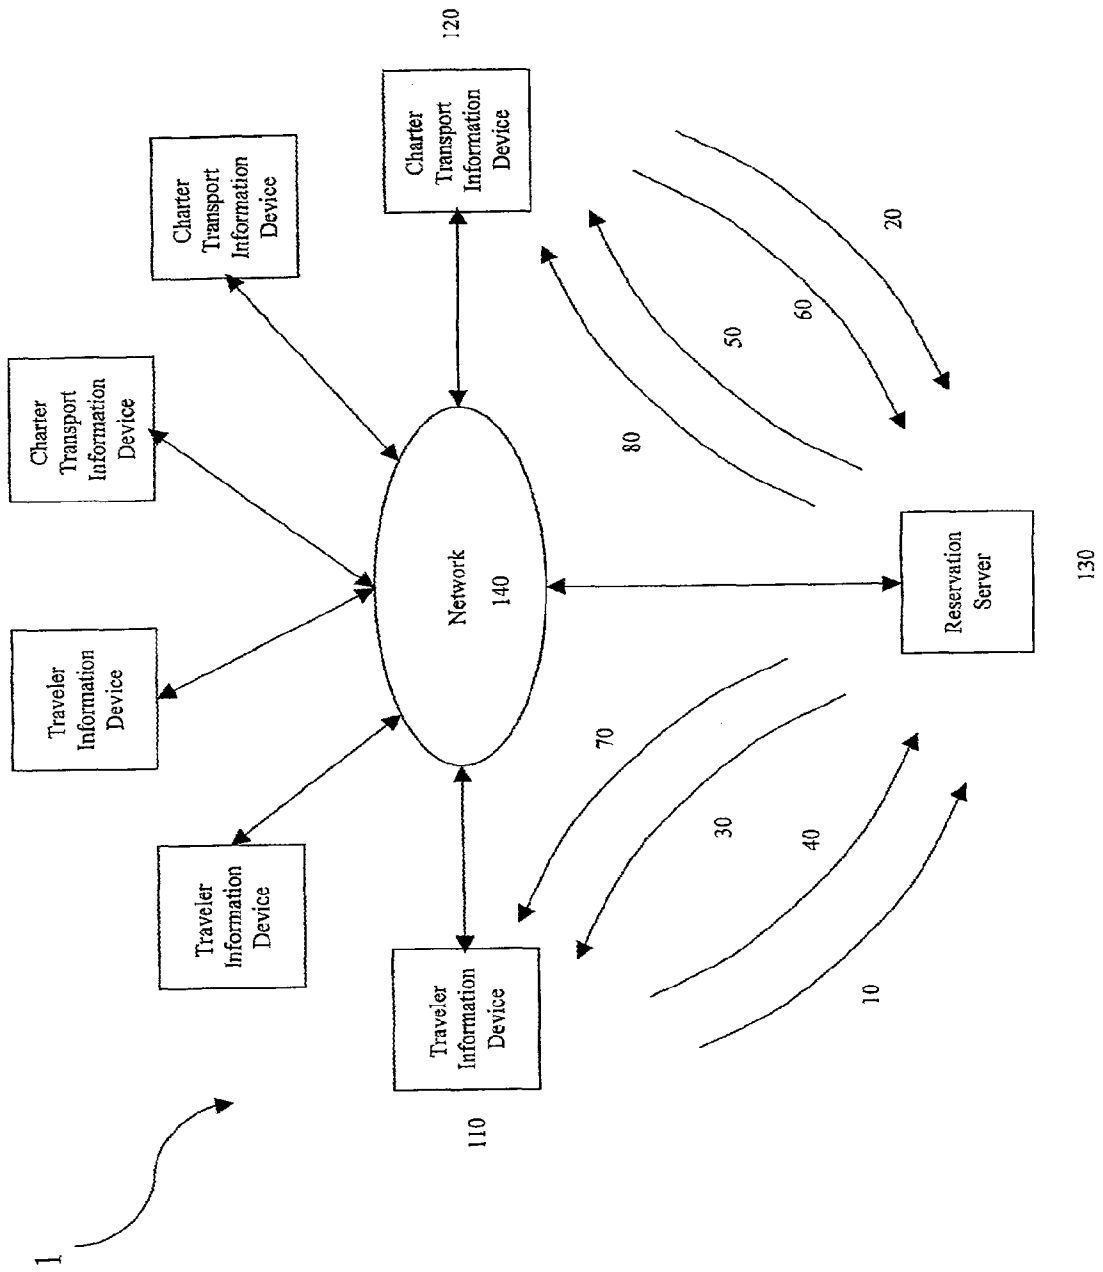 1
Traveler
Information
Device
110
Traveler
Information
Device
Traveler
Information
Device
Charter
Transport
Information
Device
Charter
Transport
Information
Device
Charter
Transport
Information
Device
120
Network
140
70
30
40
10
80
50
60
20
Reservation
Server
130